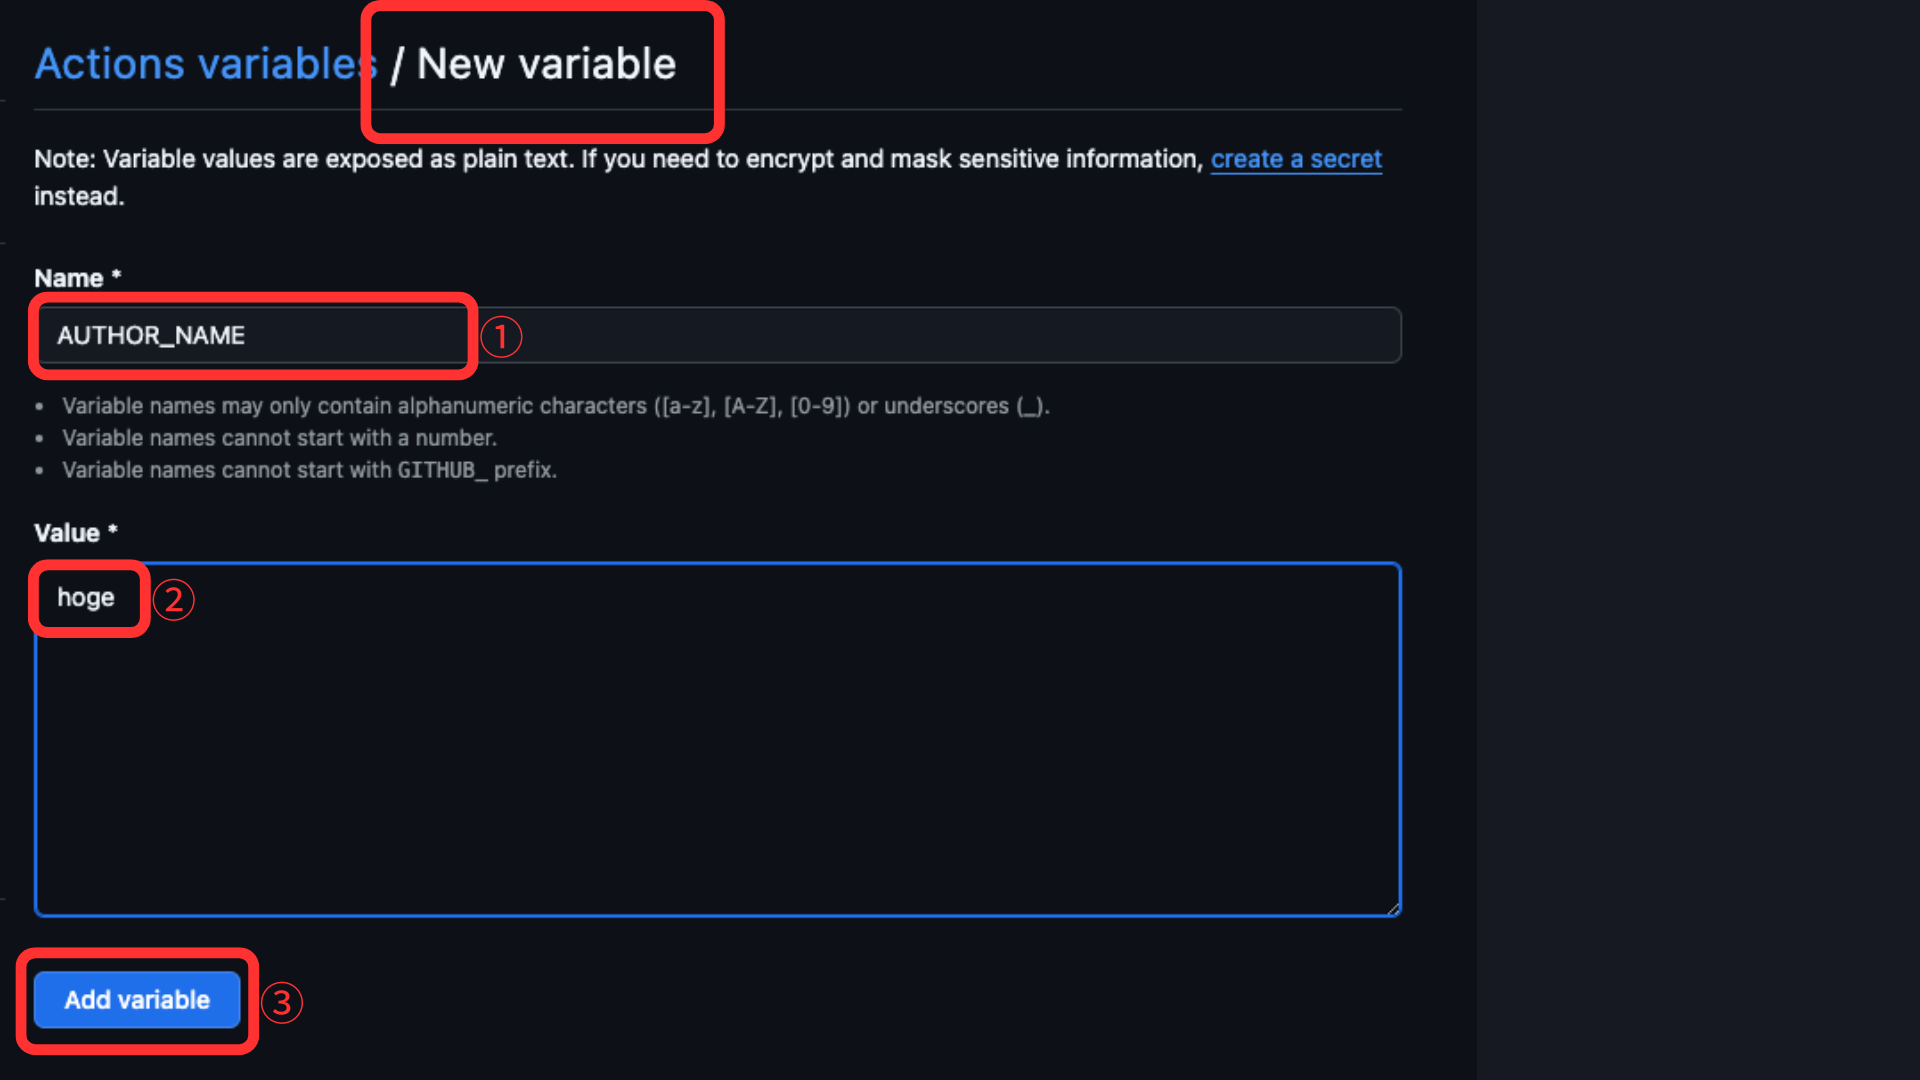 Actions variables / New variable
Note: Variable values are exposed as plain text. If you need to encrypt and mask sensitive information, create a secret
instead.
Name *
AUTHOR_NAME ①
• Variable names may only contain alphanumeric characters ([a-z], [A-Z], [0-9]) or underscores (_).
• Variable names cannot start with a number.
• Variable names cannot start with GITHUB_ prefix.
Value *
hoge ②
Add variable ③